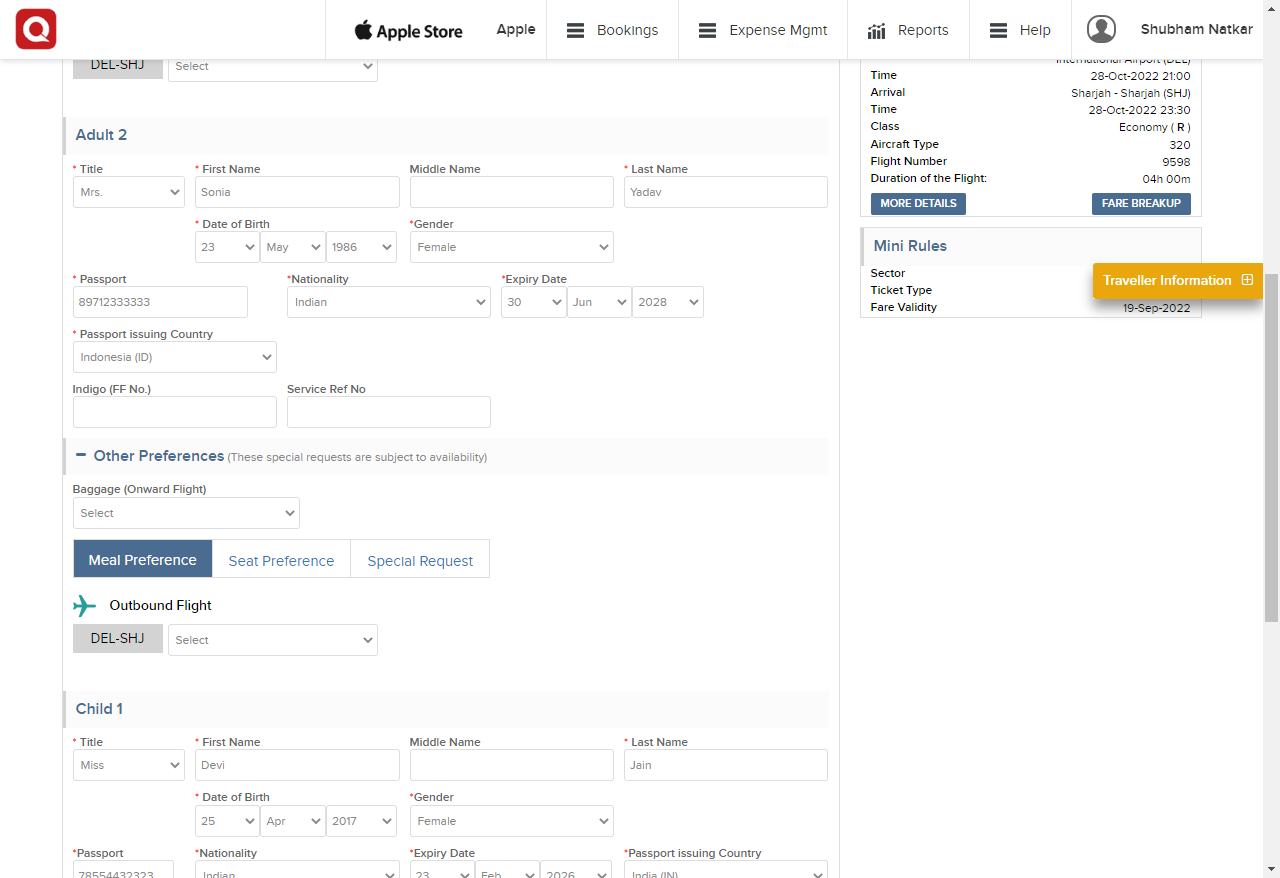 Q
Apple Store Apple Bookings Expense Mgmt Reports Help Shubham Natkar
DEL-SHJ Select
Adult 2
* Title * First Name Middle Name * Last Name
Mrs. Sonia Yadav
* Date of Birth *Gender
23 May 1986 Female
* Passport *Nationality *Expiry Date
89712333333 Indian 30 Jun 2028
* Passport issuing Country
Indonesia (ID)
Indigo (FF No.) Service Ref No
Other Preferences (These special requests are subject to availability)
Baggage (Onward Flight)
Select
Meal Preference Seat Preference Special Request
Outbound Flight
DEL-SHJ Select
Child 1
* Title * First Name Middle Name * Last Name
Miss Devi Jain
* Date of Birth *Gender
25 Apr 2017 Female
*Passport *Nationality *Expiry Date *Passport issuing Country
78554432323 Indian 23 Feb 2026 India (IN)
International Airport (DEL)
Time 28-Oct-2022 21:00
Arrival Sharjah - Sharjah (SHJ)
Time 28-Oct-2022 23:30
Class Economy ( R )
Aircraft Type 320
Flight Number 9598
Duration of the Flight: 04h 00m
MORE DETAILS FARE BREAKUP
Mini Rules
Sector
Ticket Type
Fare Validity 19-Sep-2022
Traveller Information